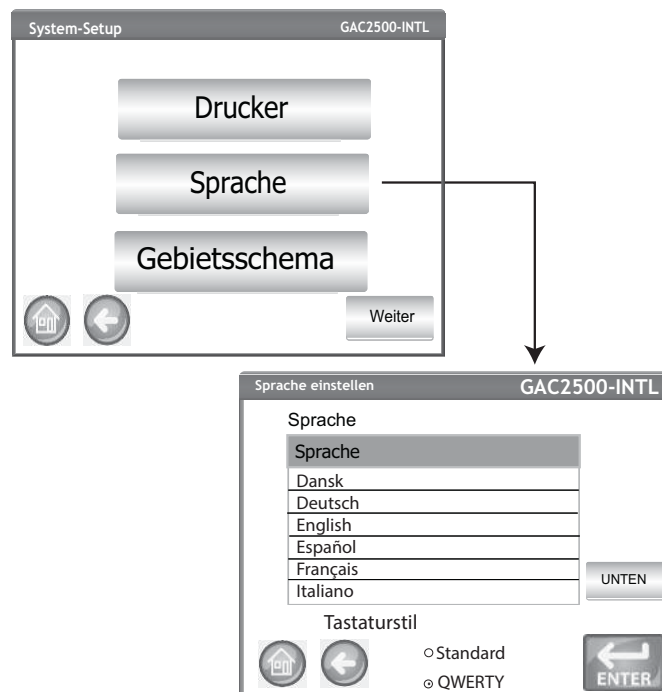 System-Setup GAC2500-INTL
Drucker
Sprache
Gebietsschema
Weiter
Sprache einstellen GAC2500-INTL
Sprache
Sprache
Dansk
Deutsch
English
Español
Français
Italiano
UNTEN
Tastaturstil
Standard
QWERTY
ENTER